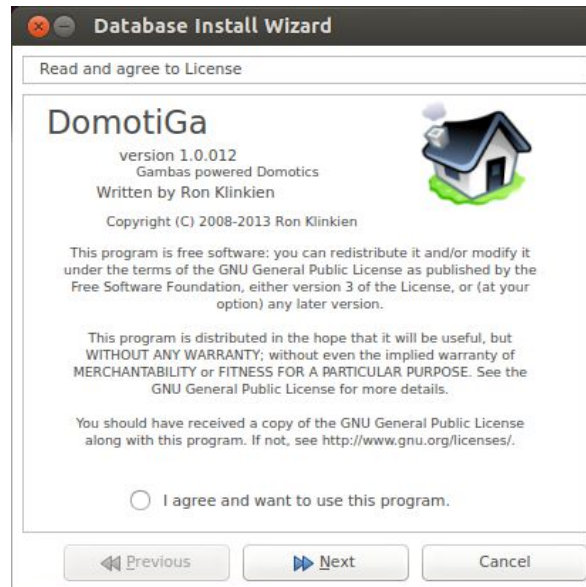 Database Install Wizard
Read and agree to License
DomotiGa
version 1.0.012
Gambas powered Domotics
Written by Ron Klinkien
Copyright (C) 2008-2013 Ron Klinkien
This program is free software: you can redistribute it and/or modify it
under the terms of the GNU General Public License as published by the
Free Software Foundation, either version 3 of the License, or (at your
option) any later version.
This program is distributed in the hope that it will be useful, but
WITHOUT ANY WARRANTY; without even the implied warranty of
MERCHANTABILITY or FITNESS FOR A PARTICULAR PURPOSE. See the
GNU General Public License for more details.
You should have received a copy of the GNU General Public License
along with this program. If not, see http://www.gnu.org/licenses/.
I agree and want to use this program.
Previous
Next
Cancel